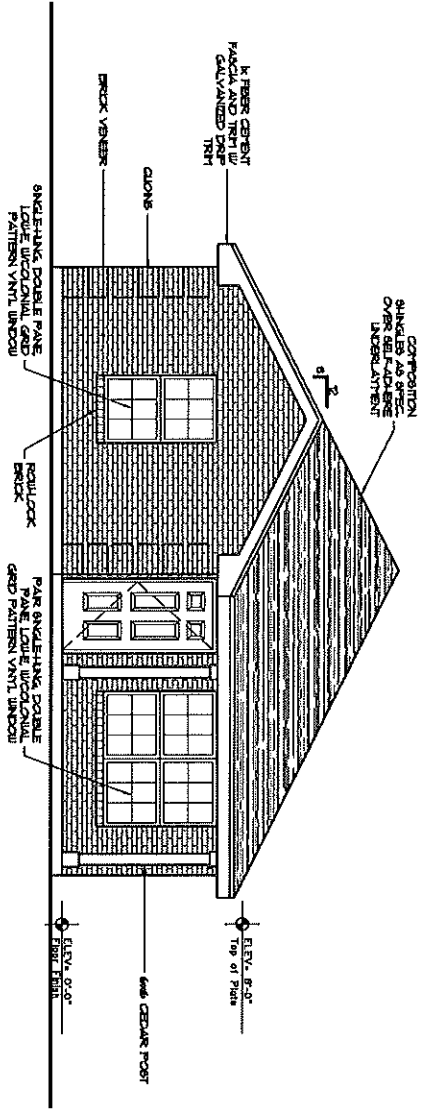 COMPOSITION
SHINGLES AS SPEC.
OVER SELF-ADHERE
UNDERLAYMENT
12
1x FIBER CEMENT
FASCIA AND TRIM W/
GALVANIZED DRIP
TRIM
QUOINS
BRICK VENEER
SINGLE-HUNG, DOUBLE PANE,
LOW-E, W/COLONIAL GRID
PATTERN VINYL WINDOW
ROWLOCK
BRICK
PAIR SINGLE-HUNG, DOUBLE
PANE, LOW-E, W/COLONIAL
GRID PATTERN VINYL WINDOW
6x6 CEDAR POST
ELEV= 8'-0"
Top of Plate
ELEV= 0'-0"
Floor Finish